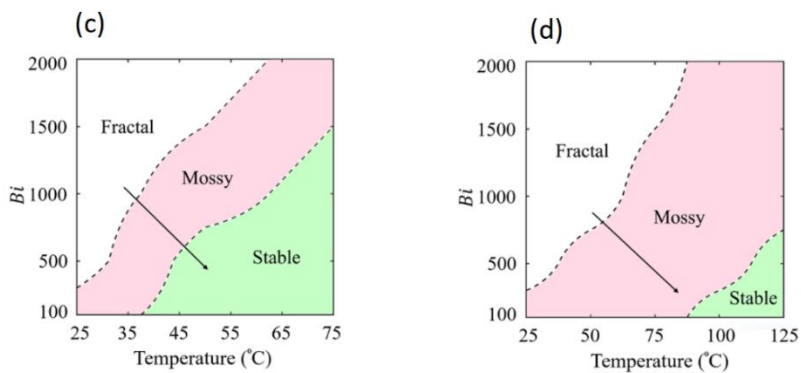 (c)
2000
1500
1000
500
100
Bi
Fractal
Mossy
Stable
25 35 45 55 65 75
Temperature (°C)
(d)
2000
1500
1000
500
100
Bi
Fractal
Mossy
Stable
25 50 75 100 125
Temperature (°C)